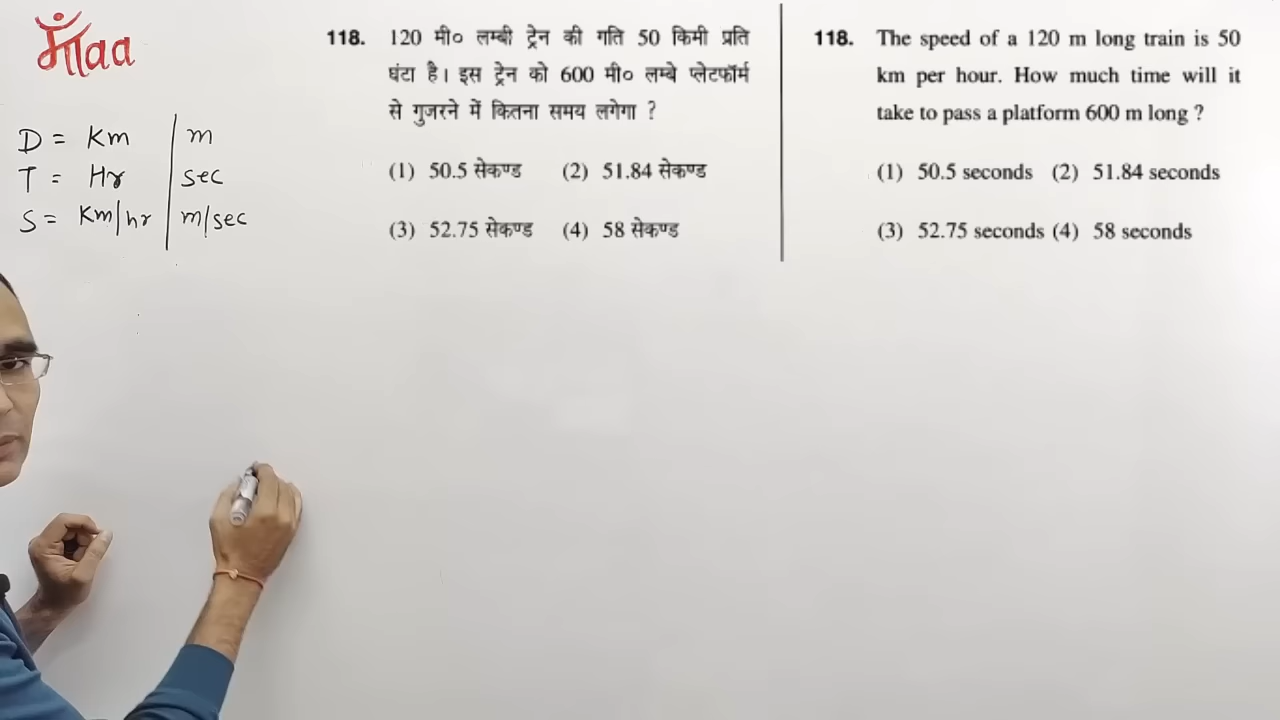 माँaa
D = Km | m
T = Hr | sec
S = Km/hr | m/sec
118. 120 मी० लम्बी ट्रेन की गति 50 किमी प्रति
घंटा है। इस ट्रेन को 600 मी० लम्बे प्लेटफॉर्म
से गुजरने में कितना समय लगेगा ?
(1) 50.5 सेकण्ड (2) 51.84 सेकण्ड
(3) 52.75 सेकण्ड (4) 58 सेकण्ड
118. The speed of a 120 m long train is 50
km per hour. How much time will it
take to pass a platform 600 m long ?
(1) 50.5 seconds (2) 51.84 seconds
(3) 52.75 seconds (4) 58 seconds